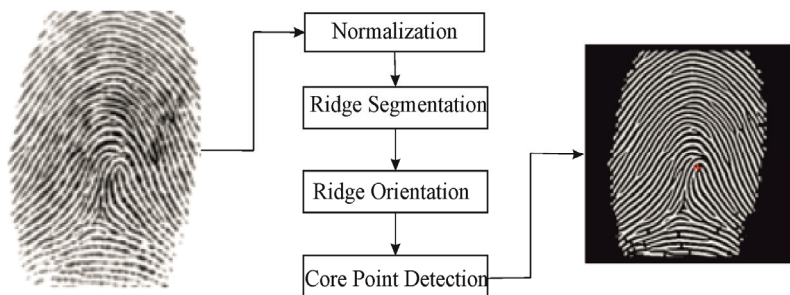 Normalization
Ridge Segmentation
Ridge Orientation
Core Point Detection